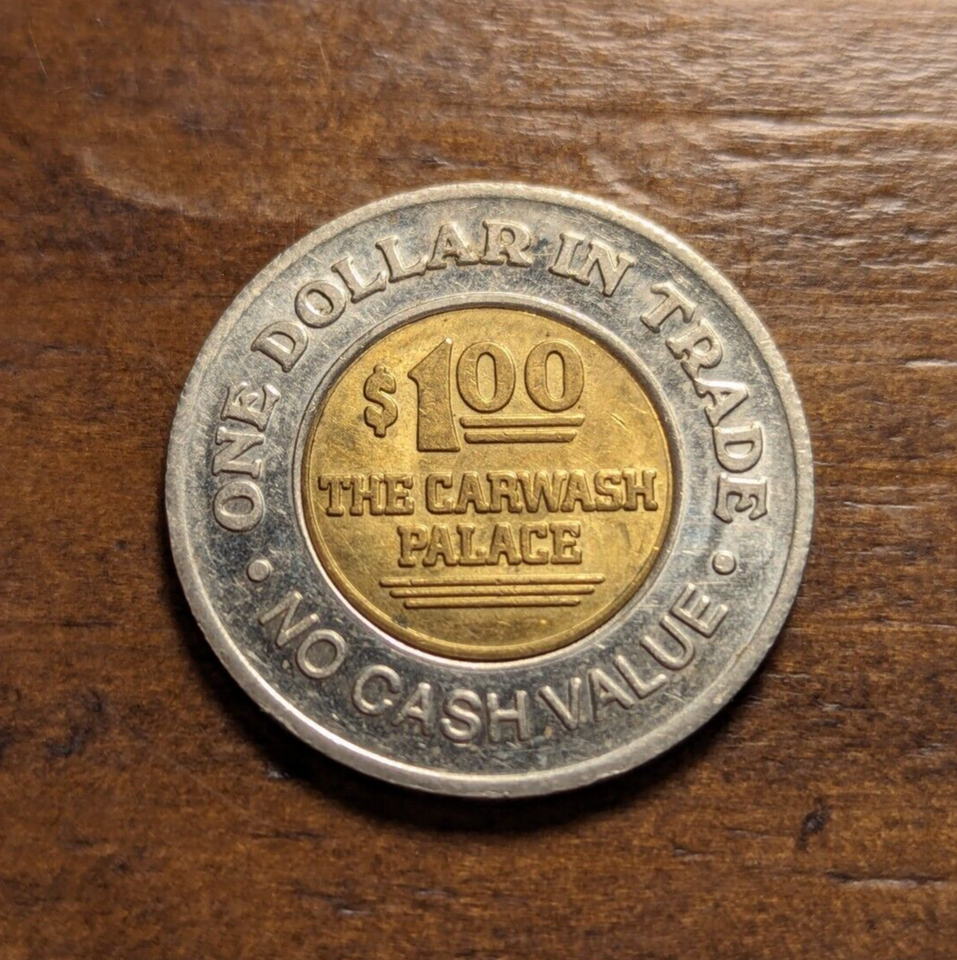 ONE DOLLAR IN TRADE
$1.00
THE CARWASH
PALACE
• NO CASH VALUE •